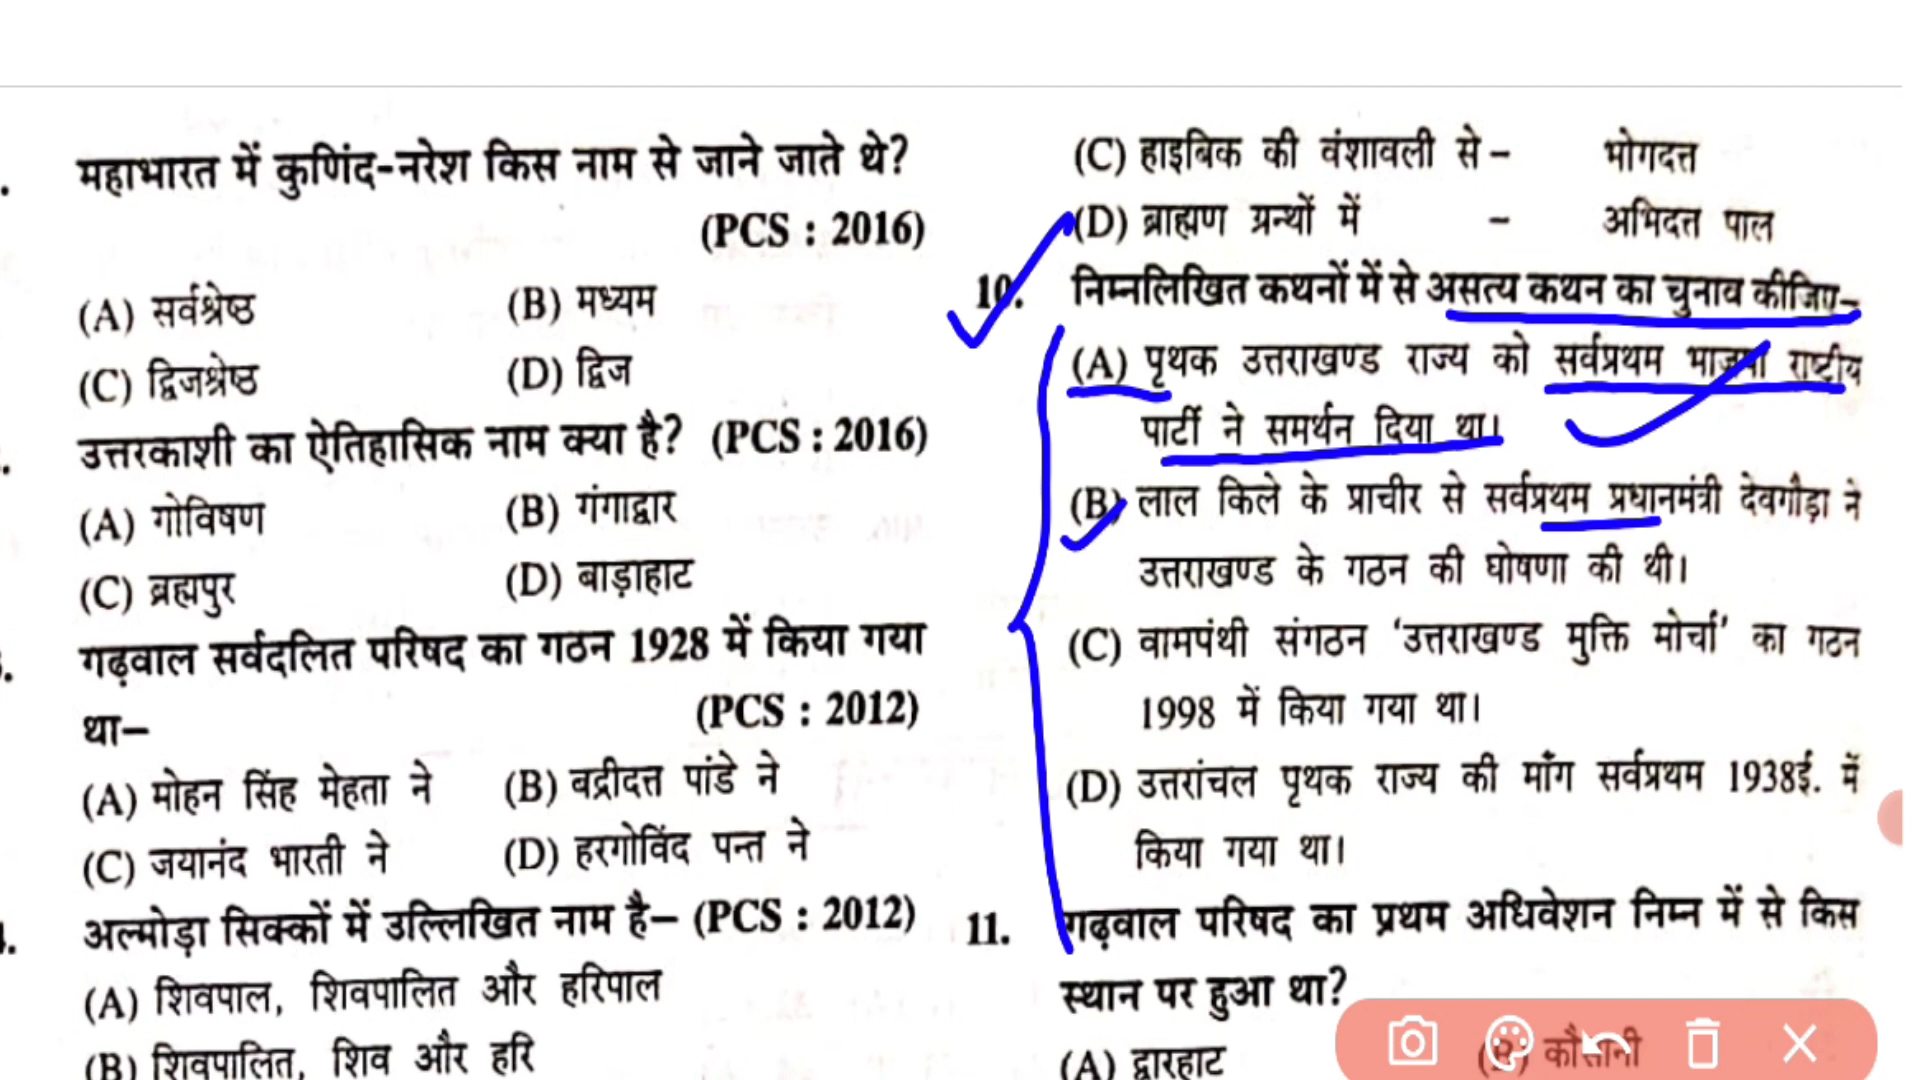 . महाभारत में कुणिंद-नरेश किस नाम से जाने जाते थे?
(PCS : 2016)
(A) सर्वश्रेष्ठ (B) मध्यम
(C) द्विजश्रेष्ठ (D) द्विज
. उत्तरकाशी का ऐतिहासिक नाम क्या है? (PCS : 2016)
(A) गोविषण (B) गंगाद्वार
(C) ब्रह्मपुर (D) बाड़ाहाट
. गढ़वाल सर्वदलित परिषद का गठन 1928 में किया गया
था– (PCS : 2012)
(A) मोहन सिंह मेहता ने (B) बद्रीदत्त पांडे ने
(C) जयानंद भारती ने (D) हरगोविंद पन्त ने
. अल्मोड़ा सिक्कों में उल्लिखित नाम है– (PCS : 2012)
(A) शिवपाल, शिवपालित और हरिपाल
(B) शिवपालित, शिव और हरि
(C) हाइबिक की वंशावली से – भोगदत्त
(D) ब्राह्मण ग्रन्थों में – अभिदत्त पाल
10. निम्नलिखित कथनों में से असत्य कथन का चुनाव कीजिए–
(A) पृथक उत्तराखण्ड राज्य को सर्वप्रथम भाजपा राष्ट्रीय
पार्टी ने समर्थन दिया था।
(B) लाल किले के प्राचीर से सर्वप्रथम प्रधानमंत्री देवगौड़ा ने
उत्तराखण्ड के गठन की घोषणा की थी।
(C) वामपंथी संगठन ‘उत्तराखण्ड मुक्ति मोर्चा’ का गठन
1998 में किया गया था।
(D) उत्तरांचल पृथक राज्य की माँग सर्वप्रथम 1938ई. में
किया गया था।
11. गढ़वाल परिषद का प्रथम अधिवेशन निम्न में से किस
स्थान पर हुआ था?
(A) द्वारहाट (B) कौसानी